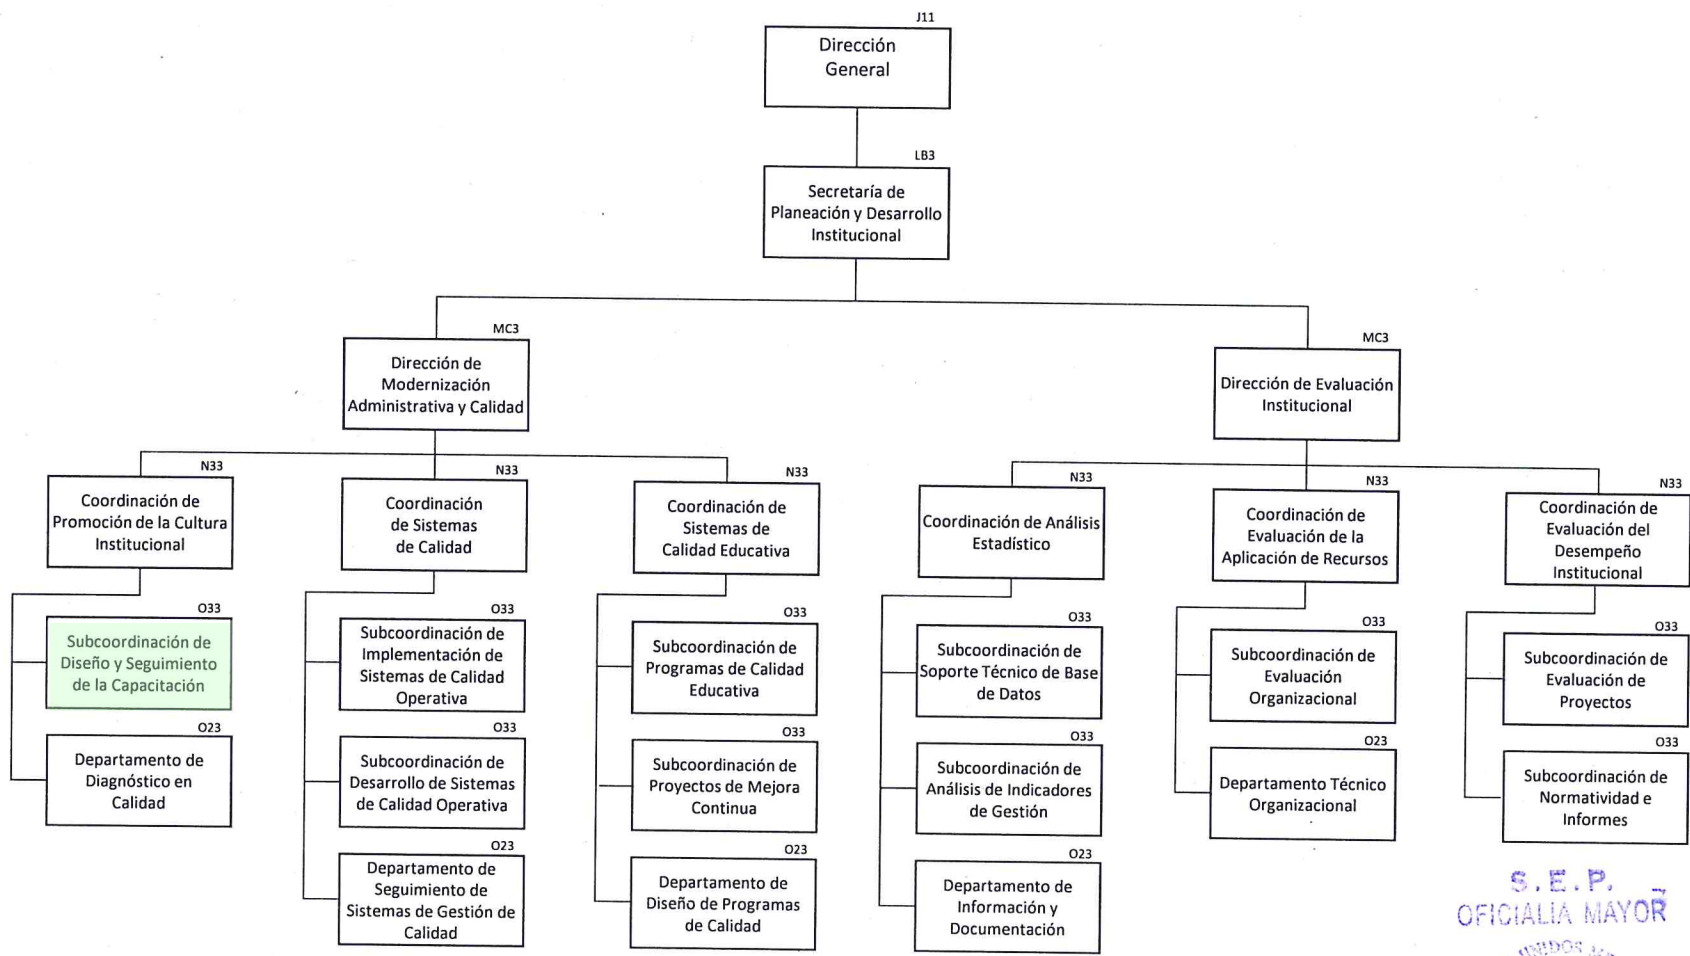 J11
Dirección
General
LB3
Secretaría de
Planeación y Desarrollo
Institucional
MC3
Dirección de
Modernización
Administrativa y Calidad
MC3
Dirección de Evaluación
Institucional
N33
Coordinación de
Promoción de la Cultura
Institucional
N33
Coordinación
de Sistemas
de Calidad
N33
Coordinación de
Sistemas de
Calidad Educativa
N33
Coordinación de Análisis
Estadístico
N33
Coordinación de
Evaluación de la
Aplicación de Recursos
N33
Coordinación de
Evaluación del
Desempeño
Institucional
O33
Subcoordinación de
Diseño y Seguimiento
de la Capacitación
O23
Departamento de
Diagnóstico en
Calidad
O33
Subcoordinación de
Implementación de
Sistemas de Calidad
Operativa
O33
Subcoordinación de
Desarrollo de Sistemas
de Calidad Operativa
O23
Departamento de
Seguimiento de
Sistemas de Gestión de
Calidad
O33
Subcoordinación de
Programas de Calidad
Educativa
O33
Subcoordinación de
Proyectos de Mejora
Continua
O23
Departamento de
Diseño de Programas
de Calidad
O33
Subcoordinación de
Soporte Técnico de Base
de Datos
O33
Subcoordinación de
Análisis de Indicadores
de Gestión
O23
Departamento de
Información y
Documentación
O33
Subcoordinación de
Evaluación
Organizacional
O23
Departamento Técnico
Organizacional
O33
Subcoordinación de
Evaluación de
Proyectos
O33
Subcoordinación de
Normatividad e
Informes
S.E.P.
OFICIALIA MAYOR
UNIDOS